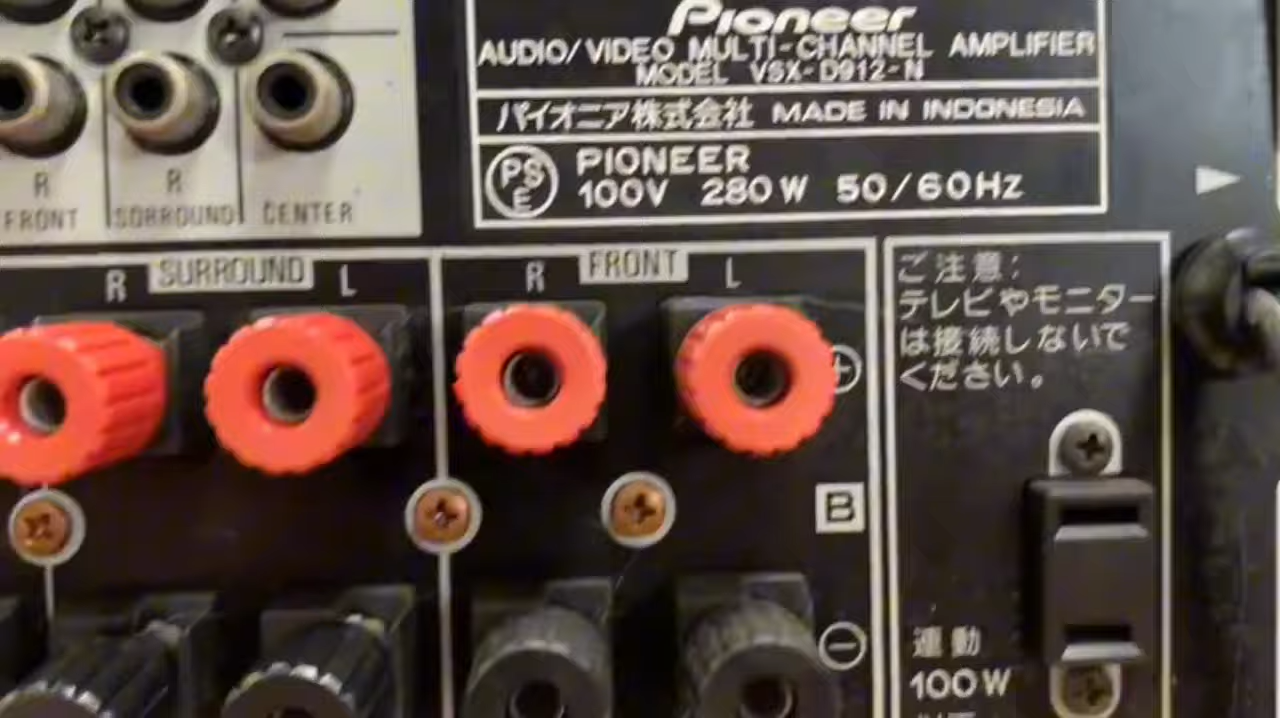 Pioneer
AUDIO/VIDEO MULTI-CHANNEL AMPLIFIER
MODEL VSX-D912-N
パイオニア株式会社 MADE IN INDONESIA
PSE PIONEER
100V 280W 50/60Hz
R R
FRONT SURROUND CENTER
R SURROUND L
R FRONT L
ご注意:
テレビやモニター
は接続しないで
ください。
+
B
−
連動
100W